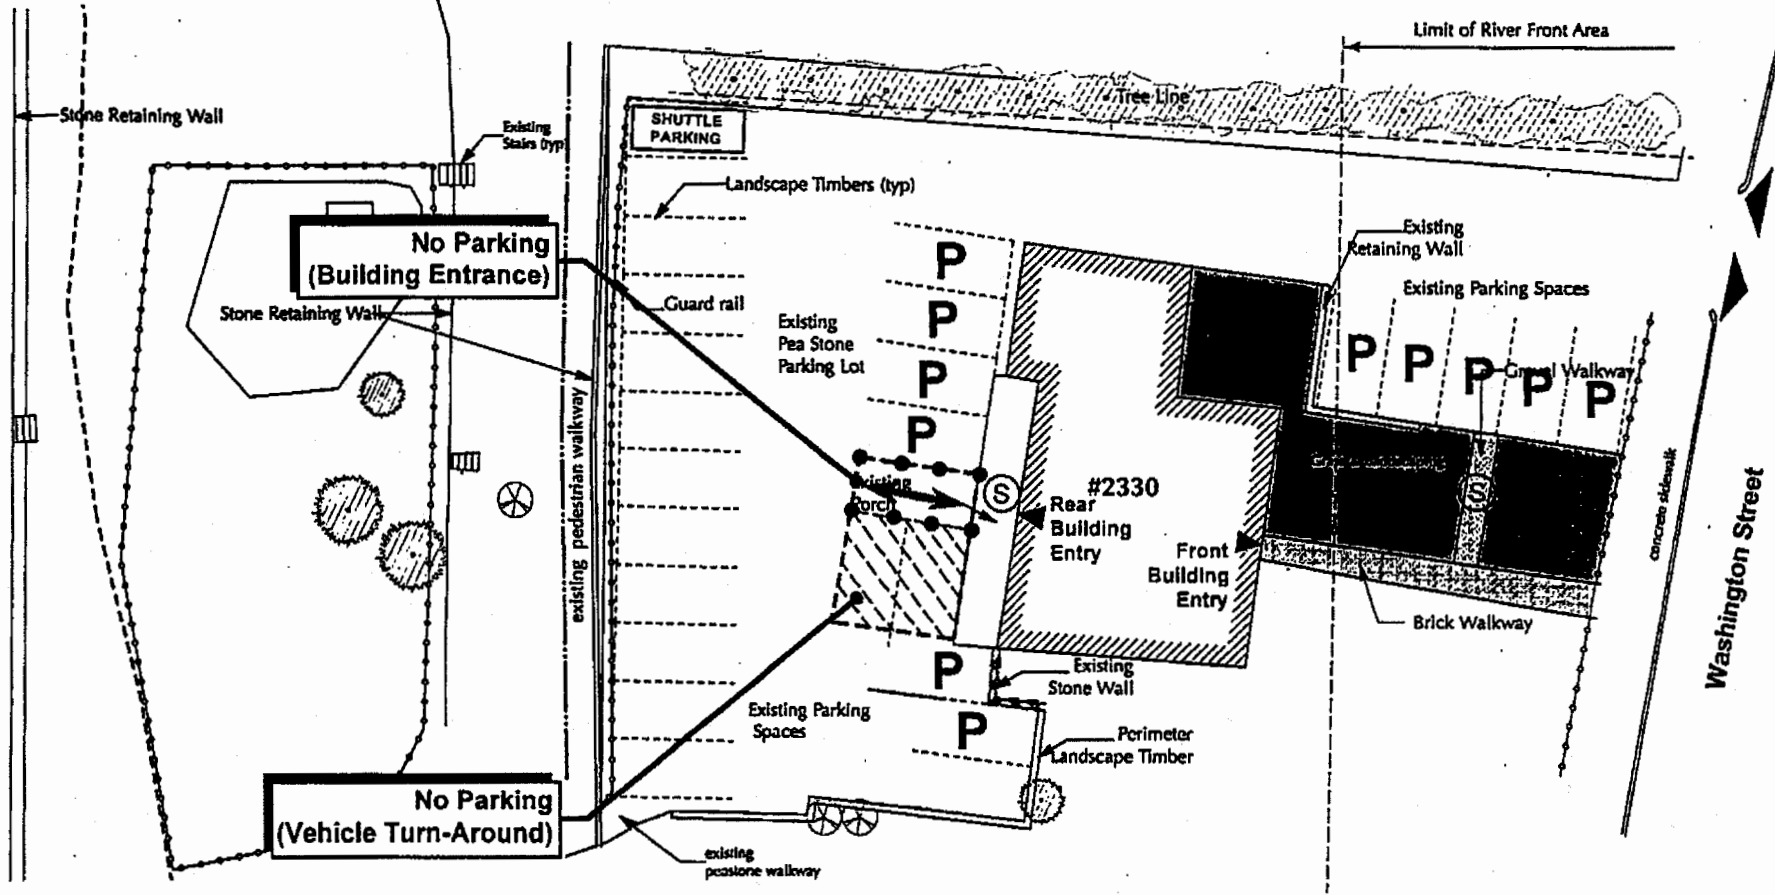 Limit of River Front Area
Tree Line
Stone Retaining Wall
Existing
Stairs (typ)
SHUTTLE
PARKING
Landscape Timbers (typ)
No Parking
(Building Entrance)
Stone Retaining Wall
Guard rail
existing pedestrian walkway
Existing
Pea Stone
Parking Lot
P
P
P
P
Existing
Porch
S
#2330
Rear
Building
Entry
Front
Building
Entry
Existing
Retaining Wall
Existing Parking Spaces
P
P
P
P
P
Gravel Walkway
(S)
concrete sidewalk
Washington Street
Brick Walkway
P
P
Existing
Stone Wall
Existing Parking
Spaces
Perimeter
Landscape Timber
No Parking
(Vehicle Turn-Around)
existing
peastone walkway